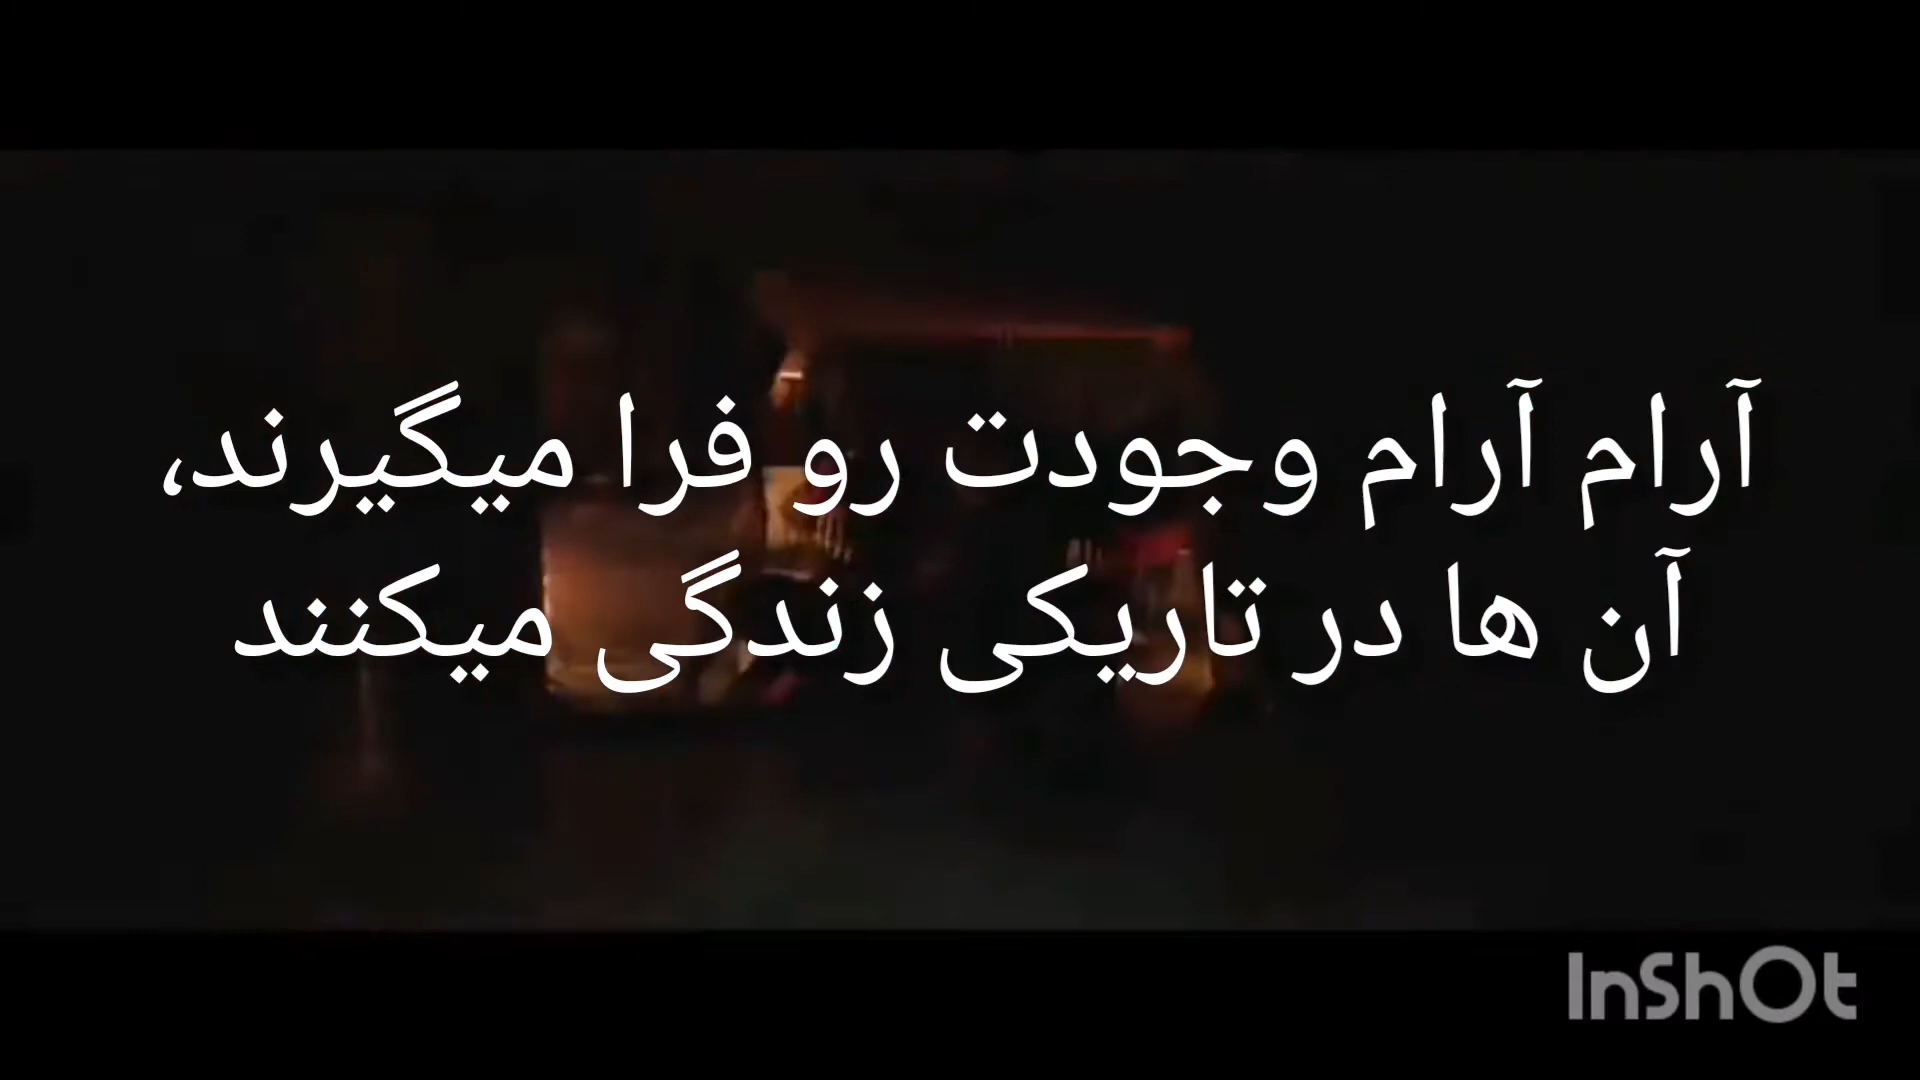 آرام آرام وجودت رو فرا میگیرند،
آن ها در تاریکی زندگی میکنند
InShOt